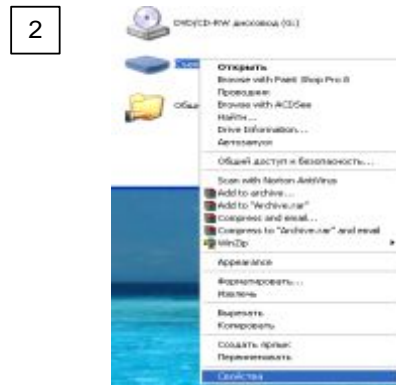 2
DVD/CD-RW дисковод (G:)
Съем
Общ
Открыть
Browse with Paint Shop Pro 8
Проводник
Browse with ACDSee
Найти...
Drive Information...
Автозапуск
Общий доступ и безопасность...
Scan with Norton AntiVirus
Add to archive...
Add to "Archive.rar"
Compress and email...
Compress to "Archive.rar" and email
WinZip
Appearance
Форматировать...
Извлечь
Вырезать
Копировать
Создать ярлык
Переименовать
Свойства